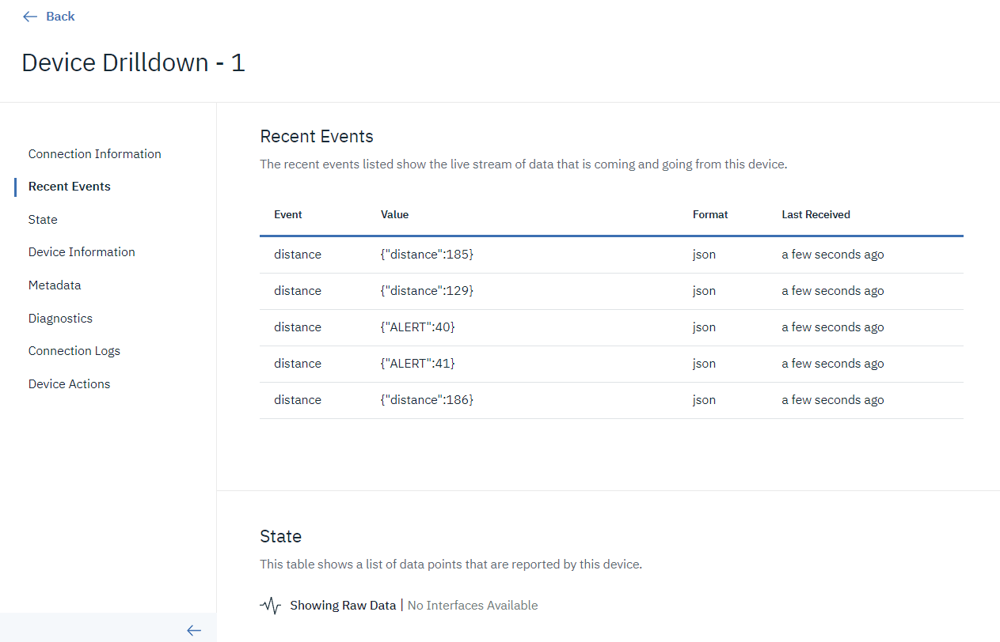 Back
Device Drilldown - 1
Connection Information
Recent Events
State
Device Information
Metadata
Diagnostics
Connection Logs
Device Actions
Recent Events
The recent events listed show the live stream of data that is coming and going from this device.
Event Value Format Last Received
distance {"distance":185} json a few seconds ago
distance {"distance":129} json a few seconds ago
distance {"ALERT":40} json a few seconds ago
distance {"ALERT":41} json a few seconds ago
distance {"distance":186} json a few seconds ago
State
This table shows a list of data points that are reported by this device.
Showing Raw Data | No Interfaces Available